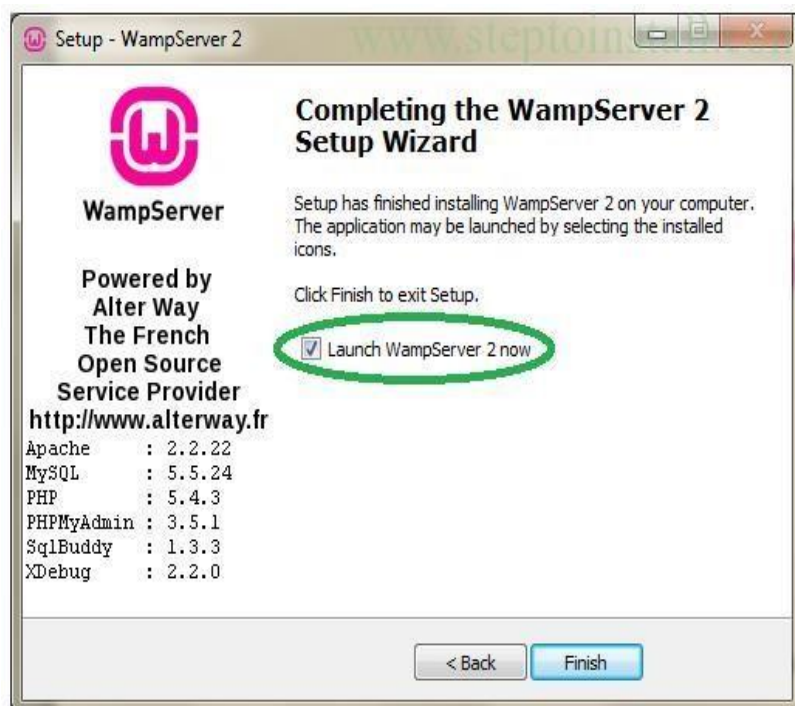 Setup - WampServer 2
WampServer
Powered by
Alter Way
The French
Open Source
Service Provider
http://www.alterway.fr
Apache : 2.2.22
MySQL : 5.5.24
PHP : 5.4.3
PHPMyAdmin : 3.5.1
SqlBuddy : 1.3.3
XDebug : 2.2.0
Completing the WampServer 2
Setup Wizard
Setup has finished installing WampServer 2 on your computer.
The application may be launched by selecting the installed
icons.
Click Finish to exit Setup.
Launch WampServer 2 now
< Back
Finish